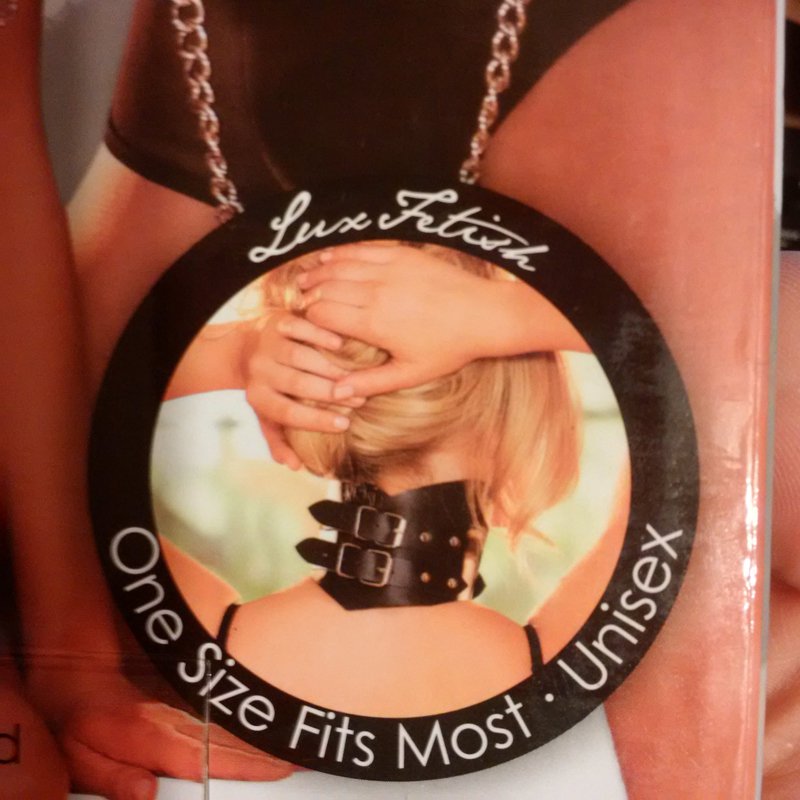 Lux Fetish
One Size Fits Most · Unisex
d